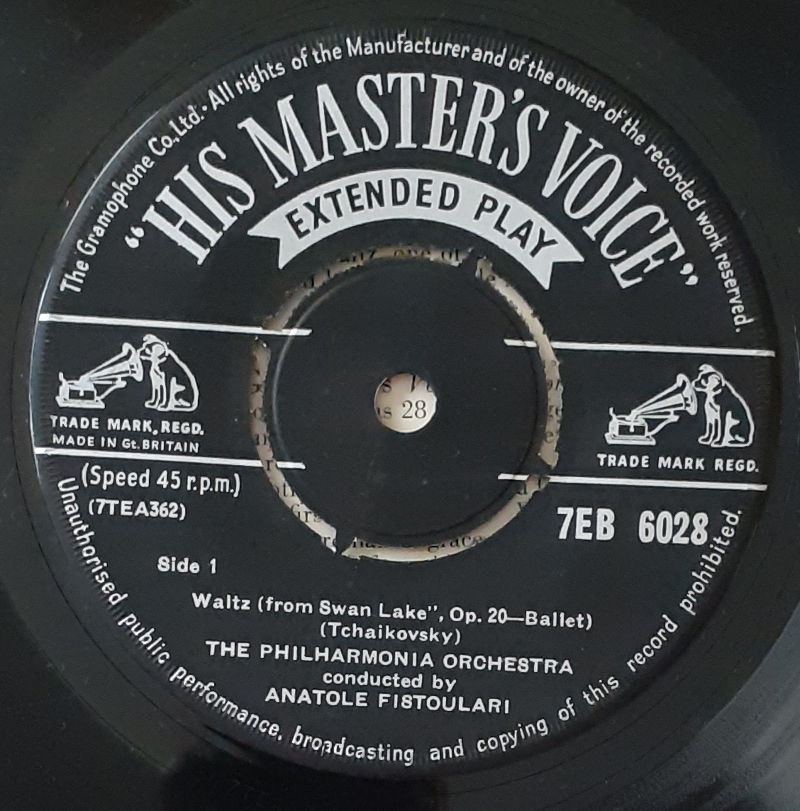 The Gramophone Co., Ltd. · All rights of the Manufacturer and of the owner of the recorded work reserved.
"HIS MASTER'S VOICE"
EXTENDED PLAY
TRADE MARK, REGD.
MADE IN Gt. BRITAIN
TRADE MARK REGD.
28
(Speed 45 r.p.m.)
(7TEA362)
7EB 6028
Side 1
Waltz (from Swan Lake", Op. 20—Ballet)
(Tchaikovsky)
THE PHILHARMONIA ORCHESTRA
conducted by
ANATOLE FISTOULARI
Unauthorised public performance, broadcasting and copying of this record prohibited.